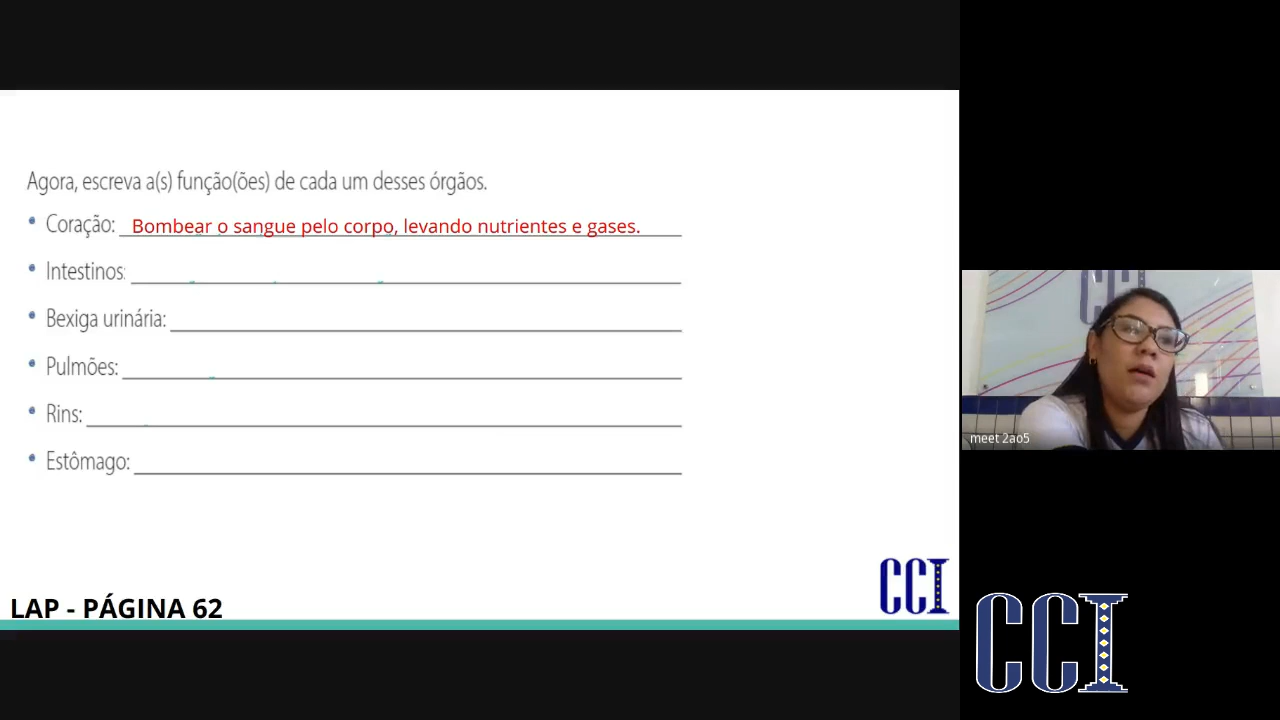 Agora, escreva a(s) função(ões) de cada um desses órgãos.
• Coração: Bombear o sangue pelo corpo, levando nutrientes e gases.
• Intestinos:
• Bexiga urinária:
• Pulmões:
• Rins:
• Estômago:
CCI
LAP - PÁGINA 62
CCI
meet 2ao5
CCI